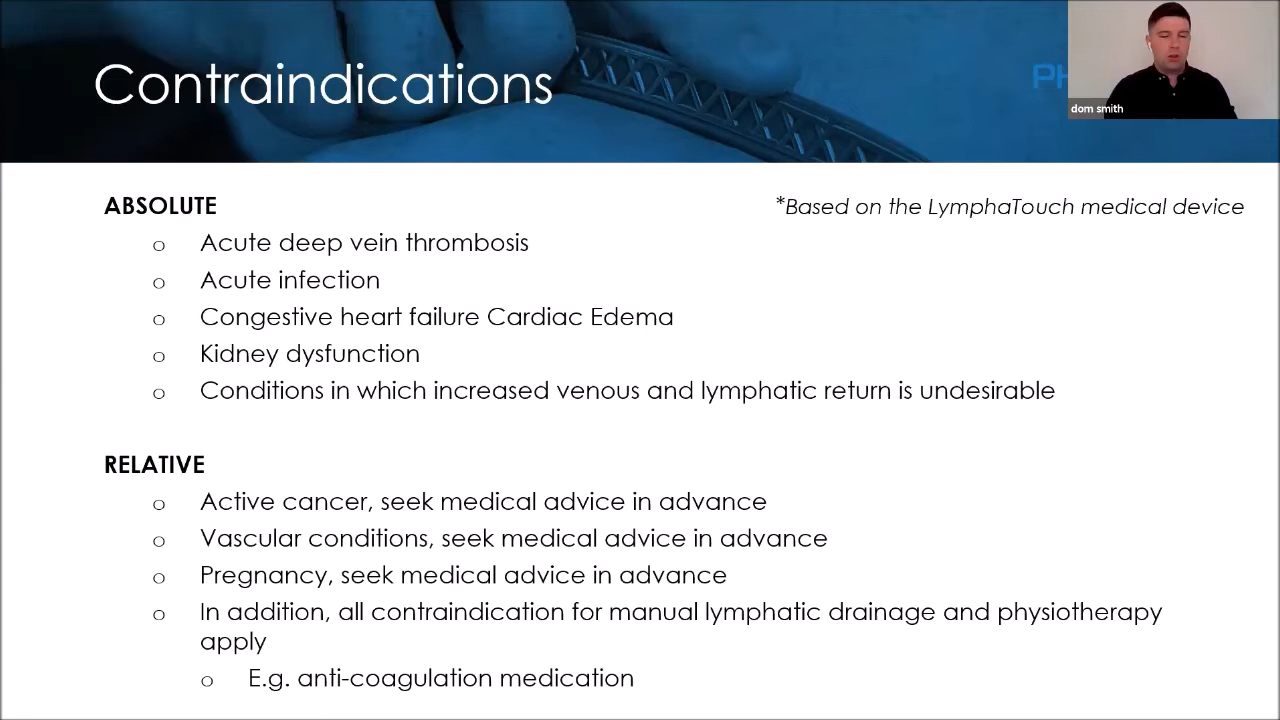 Contraindications
PH
dom smith
ABSOLUTE
*Based on the LymphaTouch medical device
o Acute deep vein thrombosis
o Acute infection
o Congestive heart failure Cardiac Edema
o Kidney dysfunction
o Conditions in which increased venous and lymphatic return is undesirable
RELATIVE
o Active cancer, seek medical advice in advance
o Vascular conditions, seek medical advice in advance
o Pregnancy, seek medical advice in advance
o In addition, all contraindication for manual lymphatic drainage and physiotherapy
apply
o E.g. anti-coagulation medication